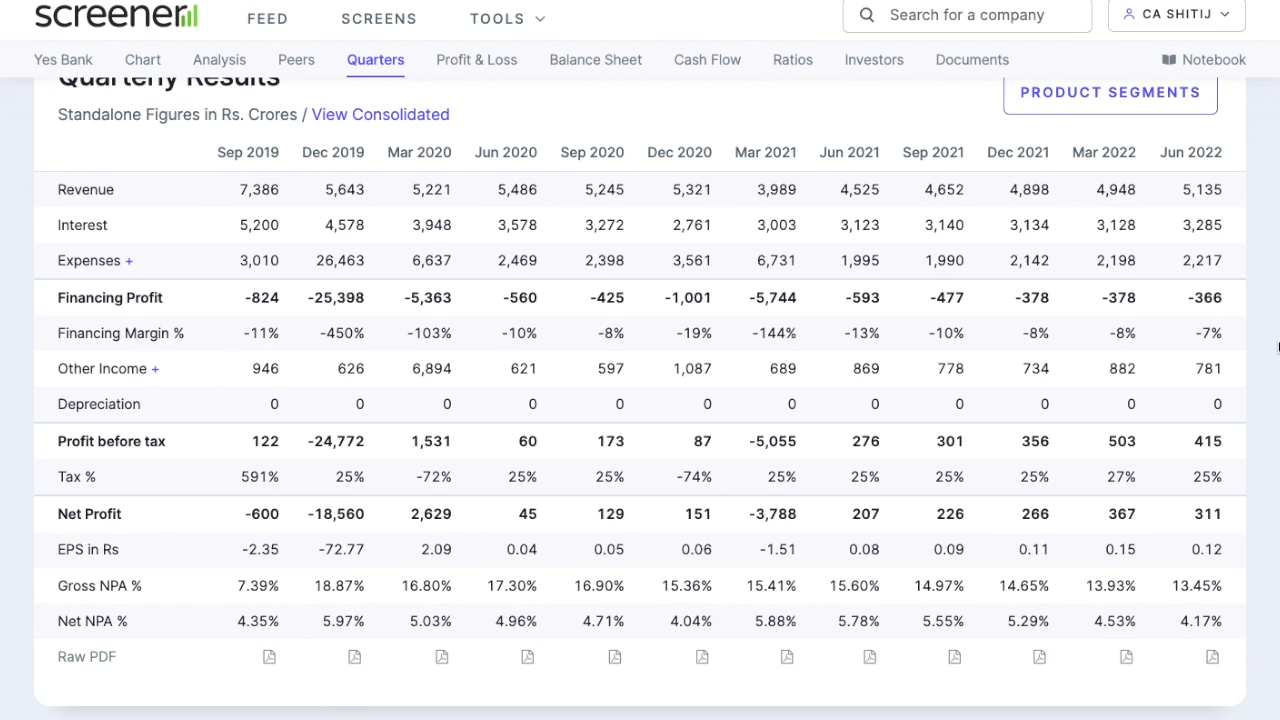 screener FEED SCREENS TOOLS Search for a company CA SHITIJ
Yes Bank Chart Analysis Peers Quarters Profit & Loss Balance Sheet Cash Flow Ratios Investors Documents Notebook
Quarterly Results
PRODUCT SEGMENTS
Standalone Figures in Rs. Crores / View Consolidated
Sep 2019 Dec 2019 Mar 2020 Jun 2020 Sep 2020 Dec 2020 Mar 2021 Jun 2021 Sep 2021 Dec 2021 Mar 2022 Jun 2022
Revenue 7,386 5,643 5,221 5,486 5,245 5,321 3,989 4,525 4,652 4,898 4,948 5,135
Interest 5,200 4,578 3,948 3,578 3,272 2,761 3,003 3,123 3,140 3,134 3,128 3,285
Expenses + 3,010 26,463 6,637 2,469 2,398 3,561 6,731 1,995 1,990 2,142 2,198 2,217
Financing Profit -824 -25,398 -5,363 -560 -425 -1,001 -5,744 -593 -477 -378 -378 -366
Financing Margin % -11% -450% -103% -10% -8% -19% -144% -13% -10% -8% -8% -7%
Other Income + 946 626 6,894 621 597 1,087 689 869 778 734 882 781
Depreciation 0 0 0 0 0 0 0 0 0 0 0 0
Profit before tax 122 -24,772 1,531 60 173 87 -5,055 276 301 356 503 415
Tax % 591% 25% -72% 25% 25% -74% 25% 25% 25% 25% 27% 25%
Net Profit -600 -18,560 2,629 45 129 151 -3,788 207 226 266 367 311
EPS in Rs -2.35 -72.77 2.09 0.04 0.05 0.06 -1.51 0.08 0.09 0.11 0.15 0.12
Gross NPA % 7.39% 18.87% 16.80% 17.30% 16.90% 15.36% 15.41% 15.60% 14.97% 14.65% 13.93% 13.45%
Net NPA % 4.35% 5.97% 5.03% 4.96% 4.71% 4.04% 5.88% 5.78% 5.55% 5.29% 4.53% 4.17%
Raw PDF